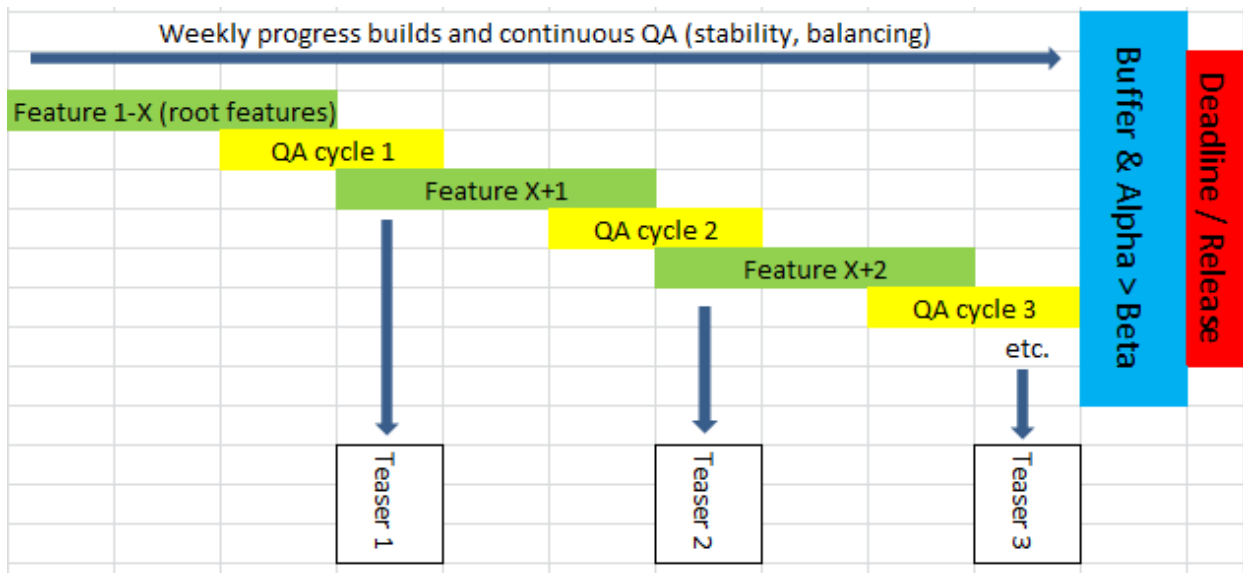 Weekly progress builds and continuous QA (stability, balancing)
Feature 1-X (root features)
QA cycle 1
Feature X+1
QA cycle 2
Feature X+2
QA cycle 3
etc.
Teaser 1
Teaser 2
Teaser 3
Buffer & Alpha > Beta
Deadline / Release